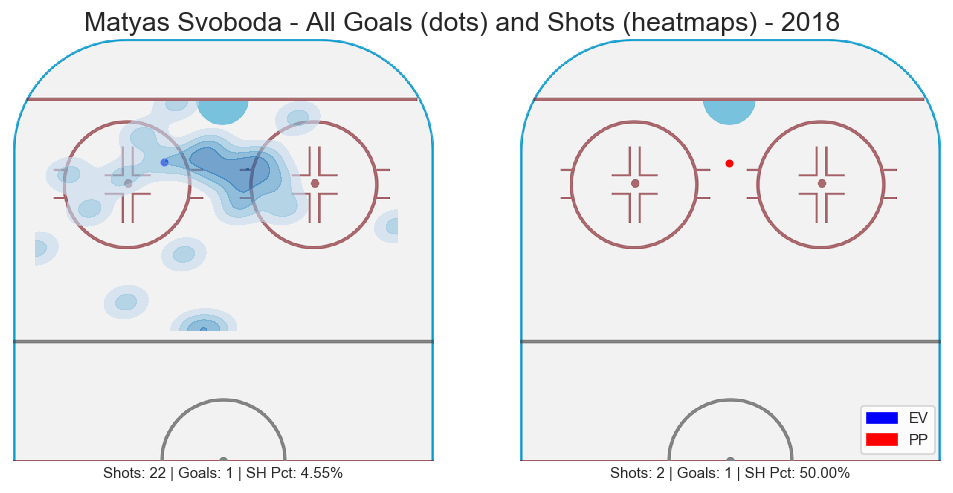 Matyas Svoboda - All Goals (dots) and Shots (heatmaps) - 2018
EV
PP
Shots: 22 | Goals: 1 | SH Pct: 4.55%
Shots: 2 | Goals: 1 | SH Pct: 50.00%